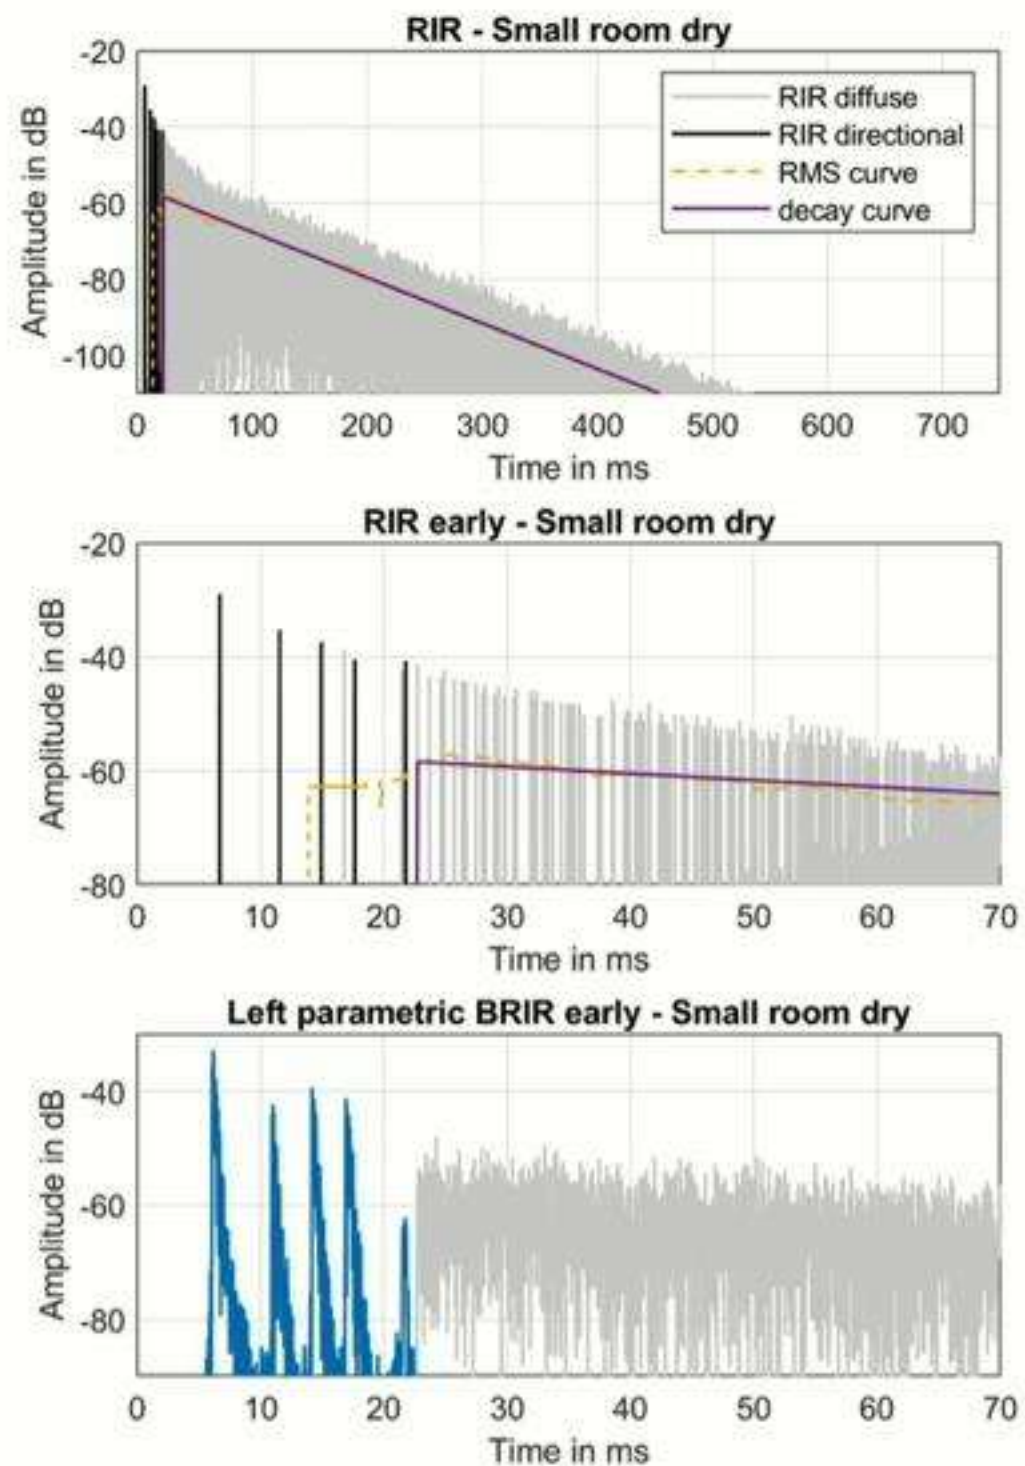 RIR - Small room dry
-20
-40
-60
-80
-100
Amplitude in dB
RIR diffuse
RIR directional
RMS curve
decay curve
0 100 200 300 400 500 600 700
Time in ms
RIR early - Small room dry
-20
-40
-60
-80
Amplitude in dB
0 10 20 30 40 50 60 70
Time in ms
Left parametric BRIR early - Small room dry
-40
-60
-80
Amplitude in dB
0 10 20 30 40 50 60 70
Time in ms